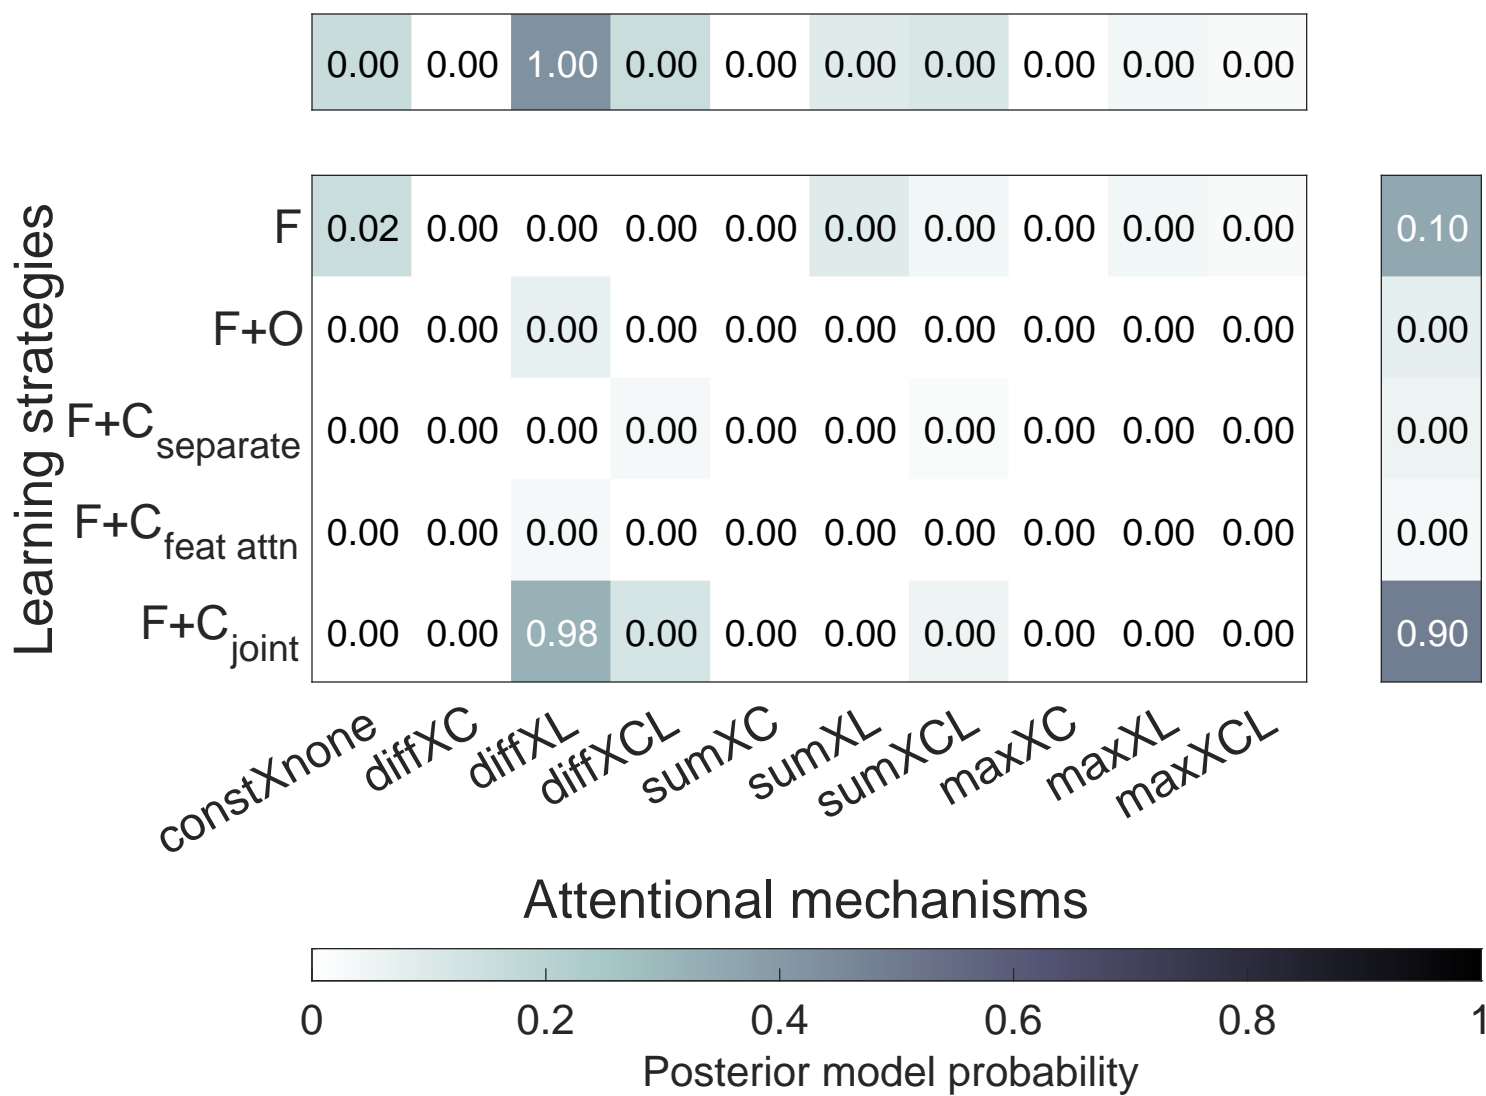 0.00 0.00 1.00 0.00 0.00 0.00 0.00 0.00 0.00 0.00
Learning strategies
F 0.02 0.00 0.00 0.00 0.00 0.00 0.00 0.00 0.00 0.00 0.10
F+O 0.00 0.00 0.00 0.00 0.00 0.00 0.00 0.00 0.00 0.00 0.00
F+C separate 0.00 0.00 0.00 0.00 0.00 0.00 0.00 0.00 0.00 0.00 0.00
F+C feat attn 0.00 0.00 0.00 0.00 0.00 0.00 0.00 0.00 0.00 0.00 0.00
F+C joint 0.00 0.00 0.98 0.00 0.00 0.00 0.00 0.00 0.00 0.00 0.90
constXnone diffXC diffXL diffXCL sumXC sumXL sumXCL maxXC maxXL maxXCL
Attentional mechanisms
0 0.2 0.4 0.6 0.8 1
Posterior model probability